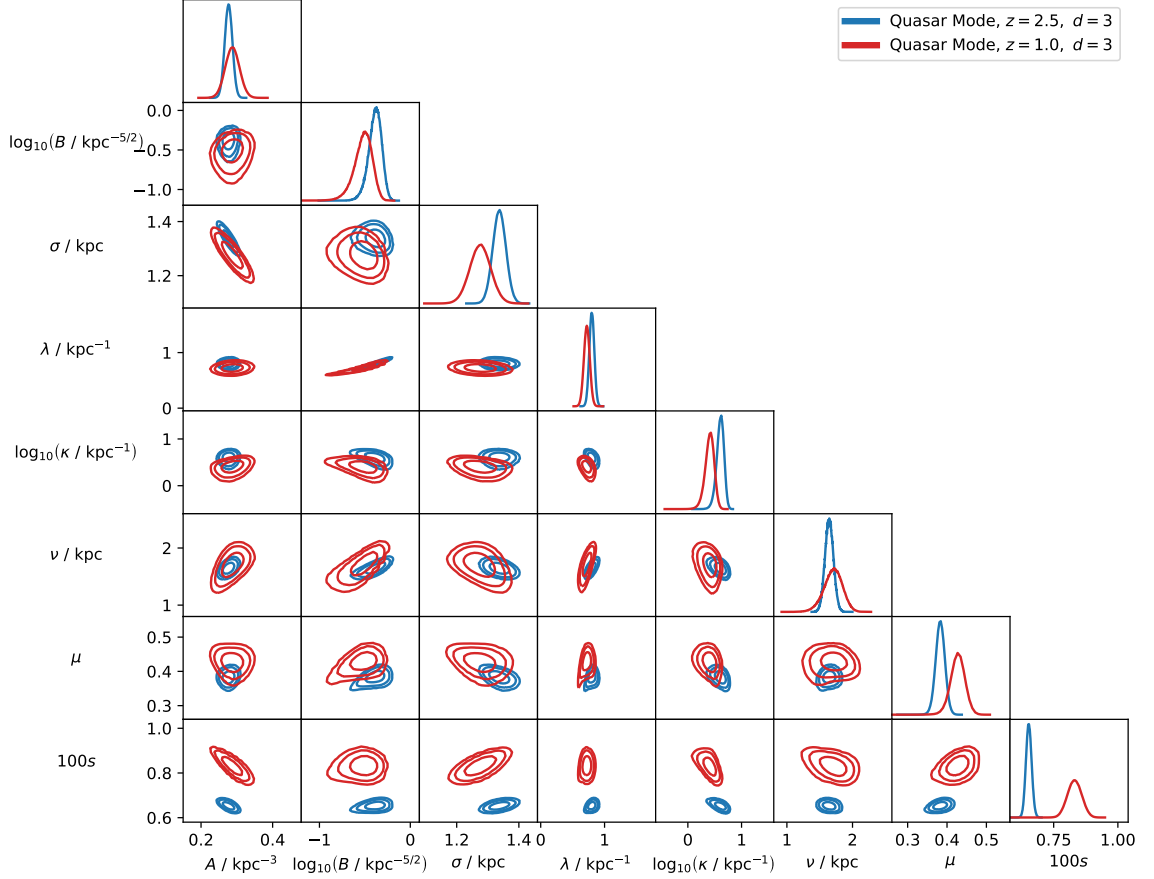 Quasar Mode, z = 2.5, d = 3
Quasar Mode, z = 1.0, d = 3
0.0
log₁₀(B / kpc⁻⁵ᐟ²)
−0.5
−1.0
1.4
σ / kpc
1.2
λ / kpc⁻¹
1
0
log₁₀(κ / kpc⁻¹)
1
0
ν / kpc
2
1
μ
0.5
0.4
0.3
100s
1.0
0.8
0.6
0.2 0.4 −1 0 1.2 1.4 0 1 0 1 1 2 0.3 0.4 0.5 0.75 1.00
A / kpc⁻³ log₁₀(B / kpc⁻⁵ᐟ²) σ / kpc λ / kpc⁻¹ log₁₀(κ / kpc⁻¹) ν / kpc μ 100s